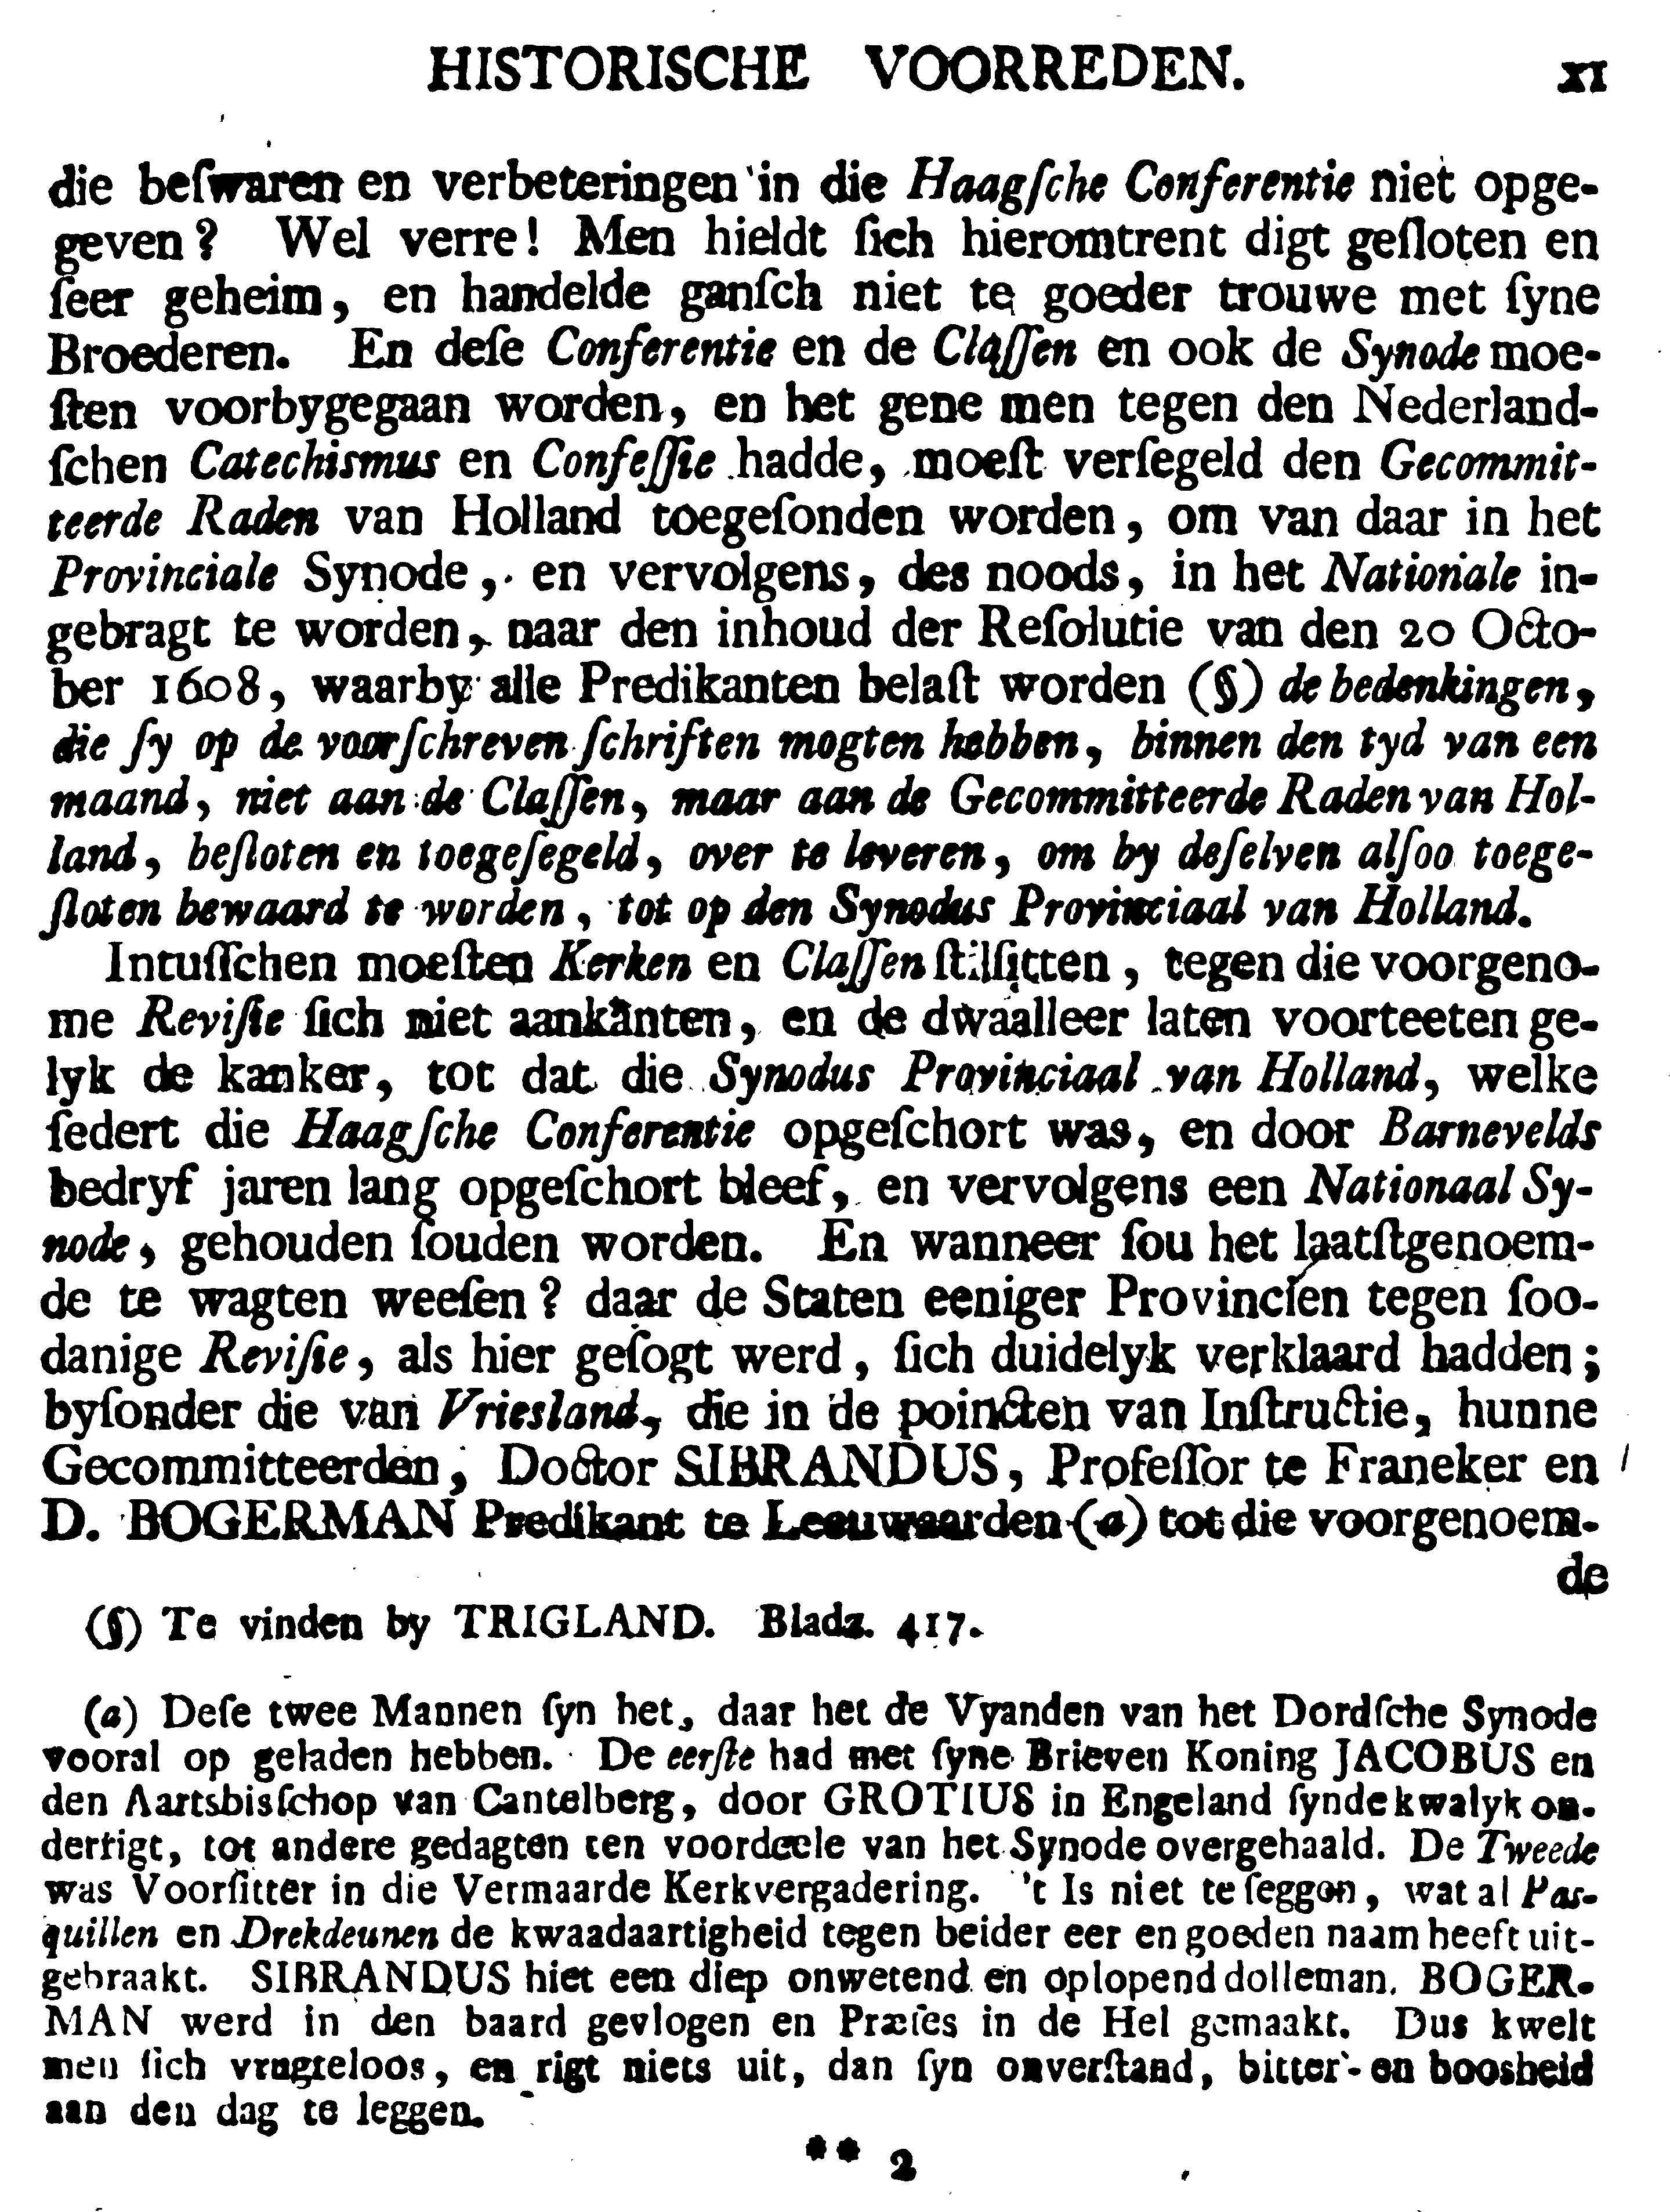 HISTORISCHE VOORREDEN. XI
die beſwaren en verbeteringen in die Haagſche Conferentie niet opge-
geven? Wel verre! Men hieldt ſich hieromtrent digt geſloten en
ſeer geheim, en handelde ganſch niet te goeder trouwe met ſyne
Broederen. En deſe Conferentie en de Claſſen en ook de Synode moe-
ſten voorbygegaan worden, en het gene men tegen den Nederland-
ſchen Catechismus en Confeſſie hadde, moeſt verſegeld den Gecommit-
teerde Raden van Holland toegeſonden worden, om van daar in het
Provinciale Synode, en vervolgens, des noods, in het Nationale in-
gebragt te worden, naar den inhoud der Reſolutie van den 20 Octo-
ber 1608, waarby alle Predikanten belaſt worden (§) de bedenkingen,
die ſy op de voorſchreven ſchriften mogten hebben, binnen den tyd van een
maand, niet aan de Claſſen, maar aan de Gecommitteerde Raden van Hol-
land, beſloten en toegeſegeld, over te leveren, om by deſelven alſoo toege-
ſloten bewaard te worden, tot op den Synodus Provinciaal van Holland.
Intuſſchen moeſten Kerken en Claſſen ſtilſitten, tegen die voorgeno-
me Reviſie ſich niet aankanten, en de dwaalleer laten voorteeten ge-
lyk de kanker, tot dat die Synodus Provinciaal van Holland, welke
ſedert die Haagſche Conferentie opgeſchort was, en door Barnevelds
bedryf jaren lang opgeſchort bleef, en vervolgens een Nationaal Sy-
node, gehouden ſouden worden. En wanneer ſou het laatſtgenoem-
de te wagten weeſen? daar de Staten eeniger Provincien tegen ſoo-
danige Reviſie, als hier geſogt werd, ſich duidelyk verklaard hadden;
byſonder die van Vriesland, die in de poincten van Inſtructie, hunne
Gecommitteerden, Doctor SIBRANDUS, Profeſſor te Franeker en
D. BOGERMAN Predikant te Leeuwaarden (a) tot die voorgenoem-
de
(§) Te vinden by TRIGLAND. Bladz. 417.
(a) Deſe twee Mannen ſyn het, daar het de Vyanden van het Dordſche Synode
vooral op geladen hebben. De eerſte had met ſyne Brieven Koning JACOBUS en
den Aartsbisſchop van Cantelberg, door GROTIUS in Engeland ſynde kwalyk on-
derrigt, tot andere gedagten ten voordeele van het Synode overgehaald. De Tweede
was Voorſitter in die Vermaarde Kerkvergadering. 't Is niet te ſeggen, wat al Pas-
quillen en Drekdeunen de kwaadaartigheid tegen beider eer en goeden naam heeft uit-
gebraakt. SIBRANDUS hiet een diep onwetend en oplopend dolleman. BOGER-
MAN werd in den baard gevlogen en Præſes in de Hel gemaakt. Dus kwelt
men ſich vrugteloos, en rigt niets uit, dan ſyn onverſtand, bitter- en boosheid
aan den dag te leggen.
** 2